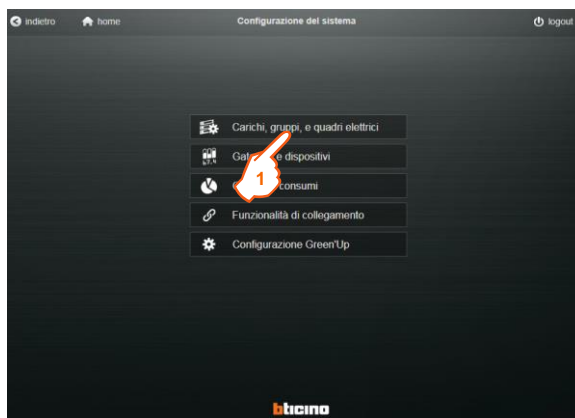 indietro home Configurazione del sistema logout
Carichi, gruppi, e quadri elettrici
e dispositivi
1
consumi
Funzionalità di collegamento
Configurazione Green'Up
bticino